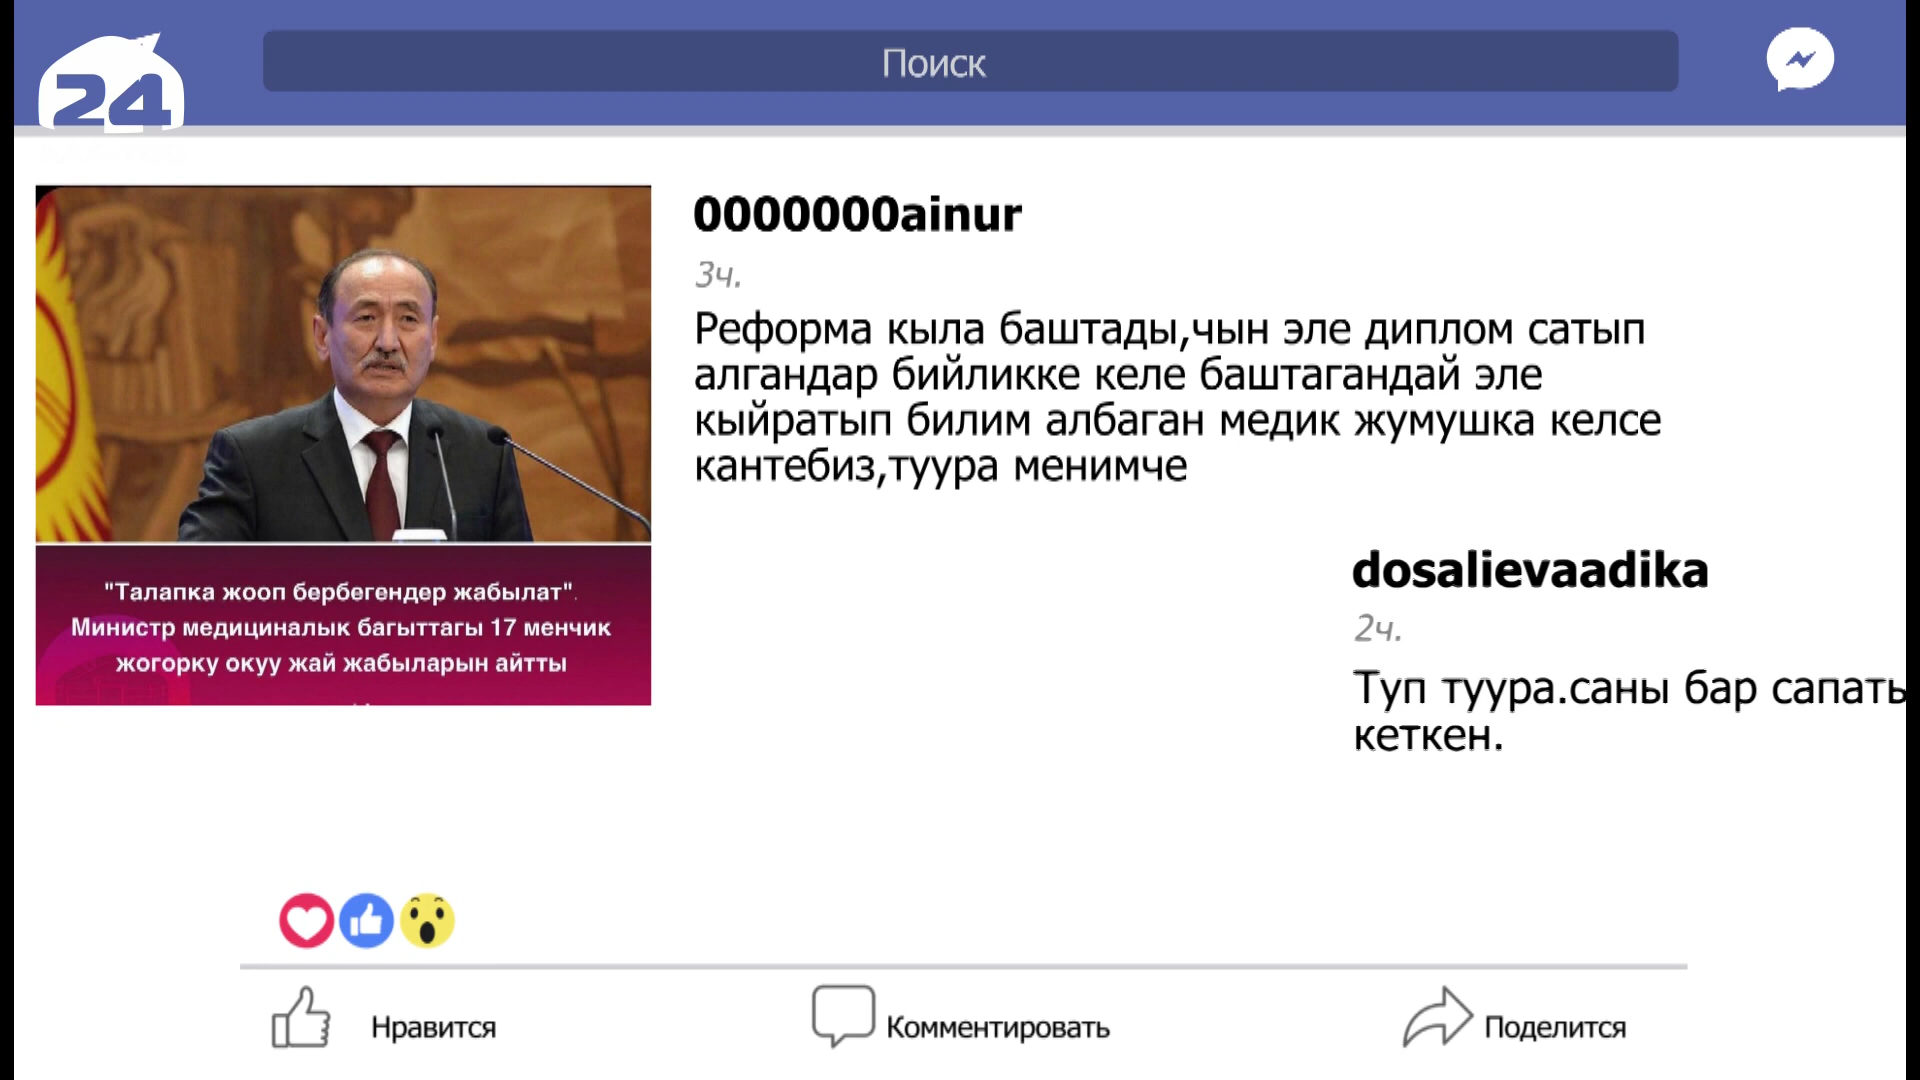 24
Поиск
0000000ainur
3ч.
Реформа кыла баштады,чын эле диплом сатып
алгандар бийликке келе баштагандай эле
кыйратып билим албаган медик жумушка келсе
кантебиз,туура менимче
"Талапка жооп бербегендер жабылат".
Министр медициналык багыттагы 17 менчик
жогорку окуу жай жабыларын айтты
dosalievaadika
2ч.
Туп туура.саны бар сапаты
кеткен.
Нравится
Комментировать
Поделится